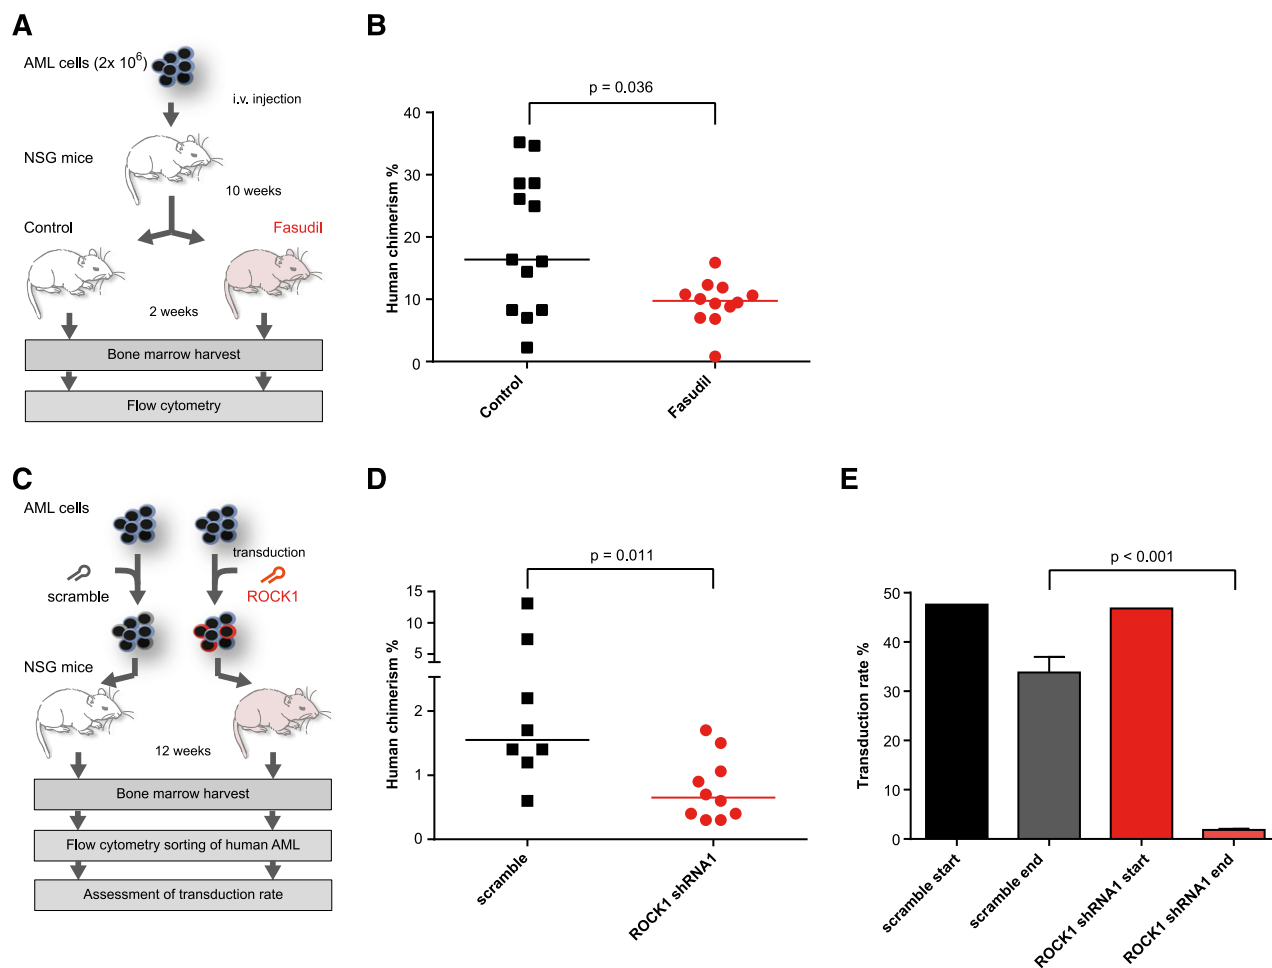 A
AML cells (2x 10⁶)
i.v. injection
NSG mice
10 weeks
Control
Fasudil
2 weeks
Bone marrow harvest
Flow cytometry
B
p = 0.036
Human chimerism %
40
30
20
10
0
Control
Fasudil
C
AML cells
transduction
scramble
ROCK1
NSG mice
12 weeks
Bone marrow harvest
Flow cytometry sorting of human AML
Assessment of transduction rate
D
p = 0.011
Human chimerism %
15
10
5
2
1
0
scramble
ROCK1 shRNA1
E
p < 0.001
Transduction rate %
50
40
30
20
10
0
scramble start
scramble end
ROCK1 shRNA1 start
ROCK1 shRNA1 end